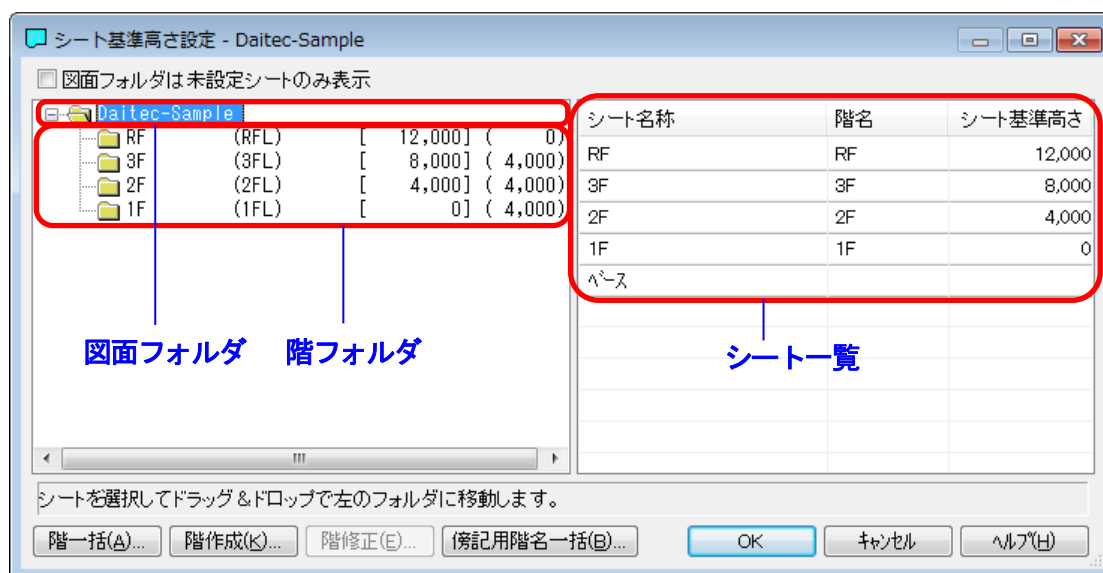 シート基準高さ設定 - Daitec-Sample
図面フォルダは未設定シートのみ表示
Daitec-Sample
RF (RFL) [ 12,000] ( 0)
3F (3FL) [ 8,000] ( 4,000)
2F (2FL) [ 4,000] ( 4,000)
1F (1FL) [ 0] ( 4,000)
図面フォルダ 階フォルダ
シート名称 階名 シート基準高さ
RF RF 12,000
3F 3F 8,000
2F 2F 4,000
1F 1F 0
ﾍﾞｰｽ
シート一覧
シートを選択してドラッグ&ドロップで左のフォルダに移動します。
階一括(A)... 階作成(K)... 階修正(E)... 傍記用階名一括(B)... OK ｷｬﾝｾﾙ ﾍﾙﾌﾟ(H)